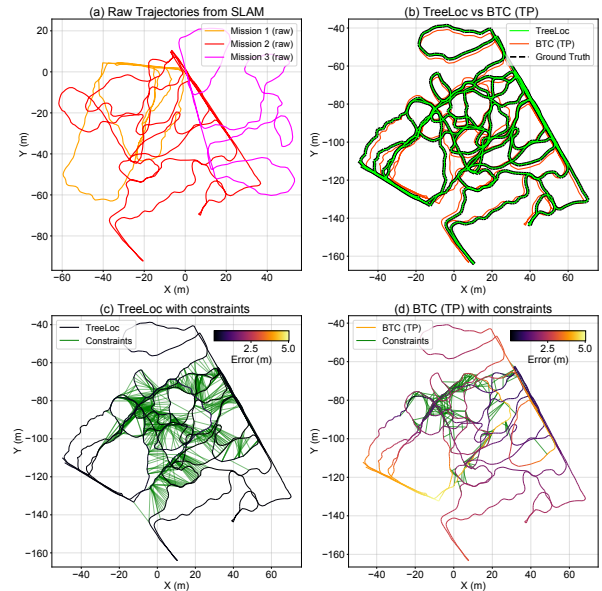 (a) Raw Trajectories from SLAM
Mission 1 (raw)
Mission 2 (raw)
Mission 3 (raw)
20
0
−20
−40
−60
−80
Y (m)
−60 −40 −20 0 20 40
X (m)
(b) TreeLoc vs BTC (TP)
TreeLoc
BTC (TP)
Ground Truth
−40
−60
−80
−100
−120
−140
−160
Y (m)
−40 −20 0 20 40 60
X (m)
(c) TreeLoc with constraints
TreeLoc
Constraints
2.5 5.0
Error (m)
−40
−60
−80
−100
−120
−140
−160
Y (m)
−40 −20 0 20 40 60
X (m)
(d) BTC (TP) with constraints
BTC (TP)
Constraints
2.5 5.0
Error (m)
−40
−60
−80
−100
−120
−140
−160
Y (m)
−40 −20 0 20 40 60
X (m)